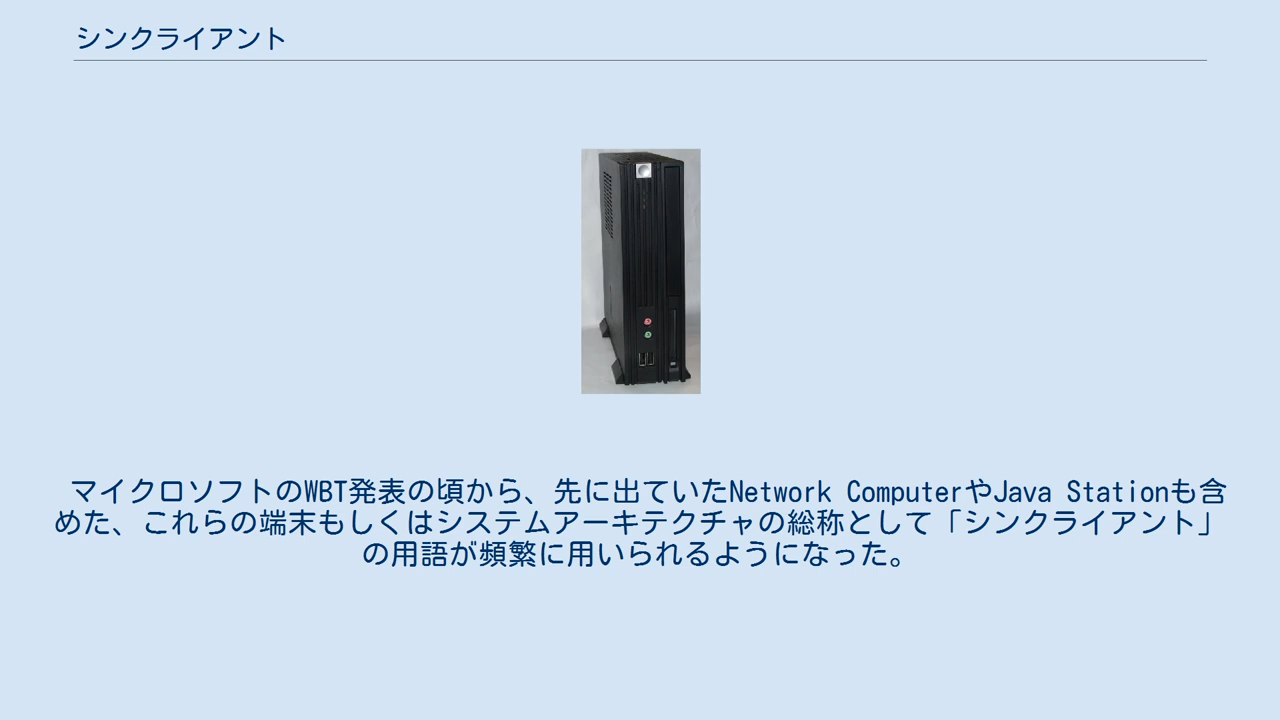 シンクライアント
マイクロソフトのWBT発表の頃から、先に出ていたNetwork ComputerやJava Stationも含
めた、これらの端末もしくはシステムアーキテクチャの総称として「シンクライアント」
の用語が頻繁に用いられるようになった。